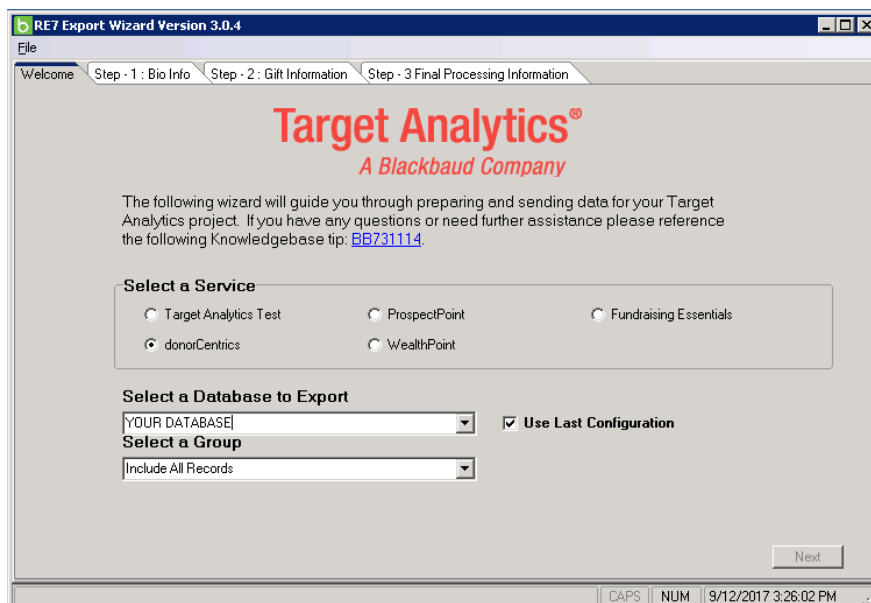 RE7 Export Wizard Version 3.0.4
File
Welcome Step - 1 : Bio Info Step - 2 : Gift Information Step - 3 Final Processing Information
Target Analytics®
A Blackbaud Company
The following wizard will guide you through preparing and sending data for your Target
Analytics project. If you have any questions or need further assistance please reference
the following Knowledgebase tip: BB731114.
Select a Service
Target Analytics Test ProspectPoint Fundraising Essentials
donorCentrics WealthPoint
Select a Database to Export
YOUR DATABASE Use Last Configuration
Select a Group
Include All Records
Next
CAPS NUM 9/12/2017 3:26:02 PM